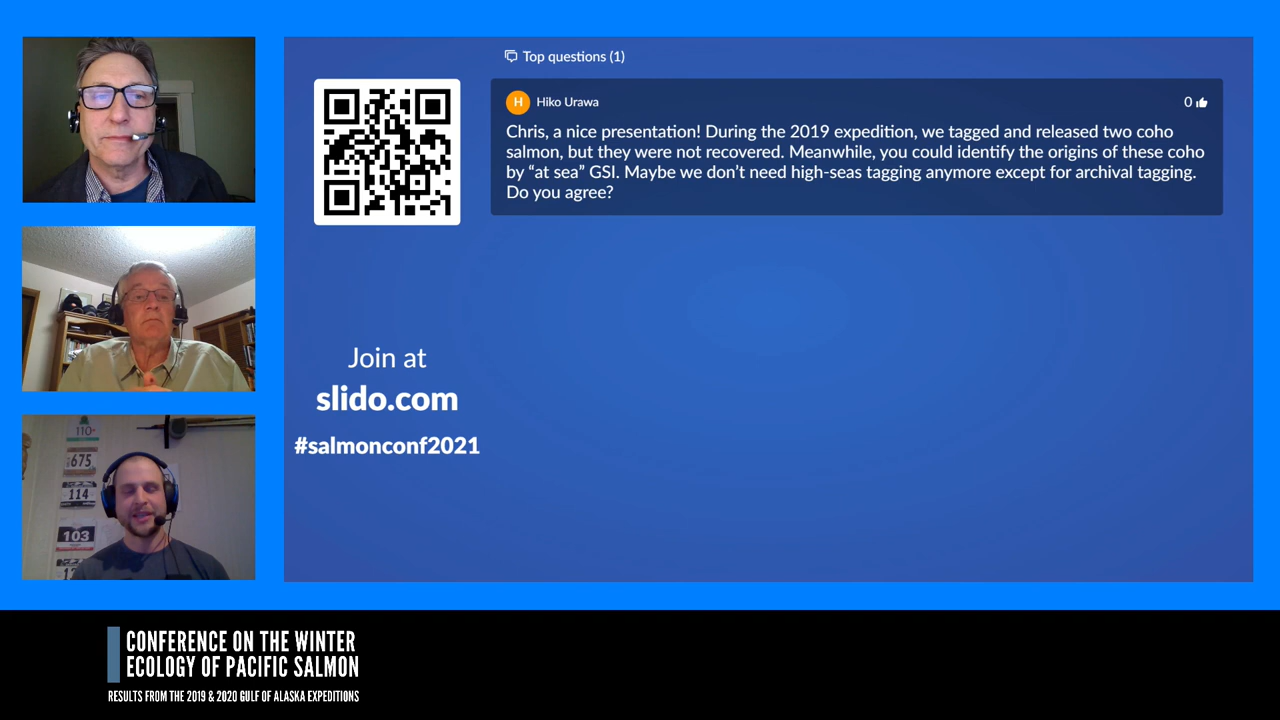 Top questions (1)
H
Hiko Urawa
0
Chris, a nice presentation! During the 2019 expedition, we tagged and released two coho
salmon, but they were not recovered. Meanwhile, you could identify the origins of these coho
by “at sea” GSI. Maybe we don’t need high-seas tagging anymore except for archival tagging.
Do you agree?
Join at
slido.com
#salmonconf2021
110
675
114
103
CONFERENCE ON THE WINTER
ECOLOGY OF PACIFIC SALMON
RESULTS FROM THE 2019 & 2020 GULF OF ALASKA EXPEDITIONS